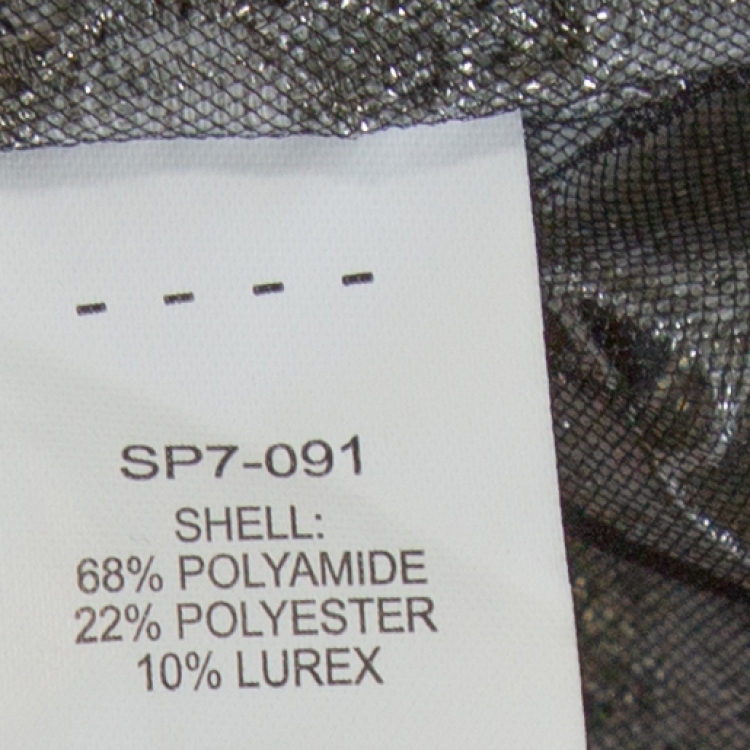 - - - -
SP7-091
SHELL:
68% POLYAMIDE
22% POLYESTER
10% LUREX